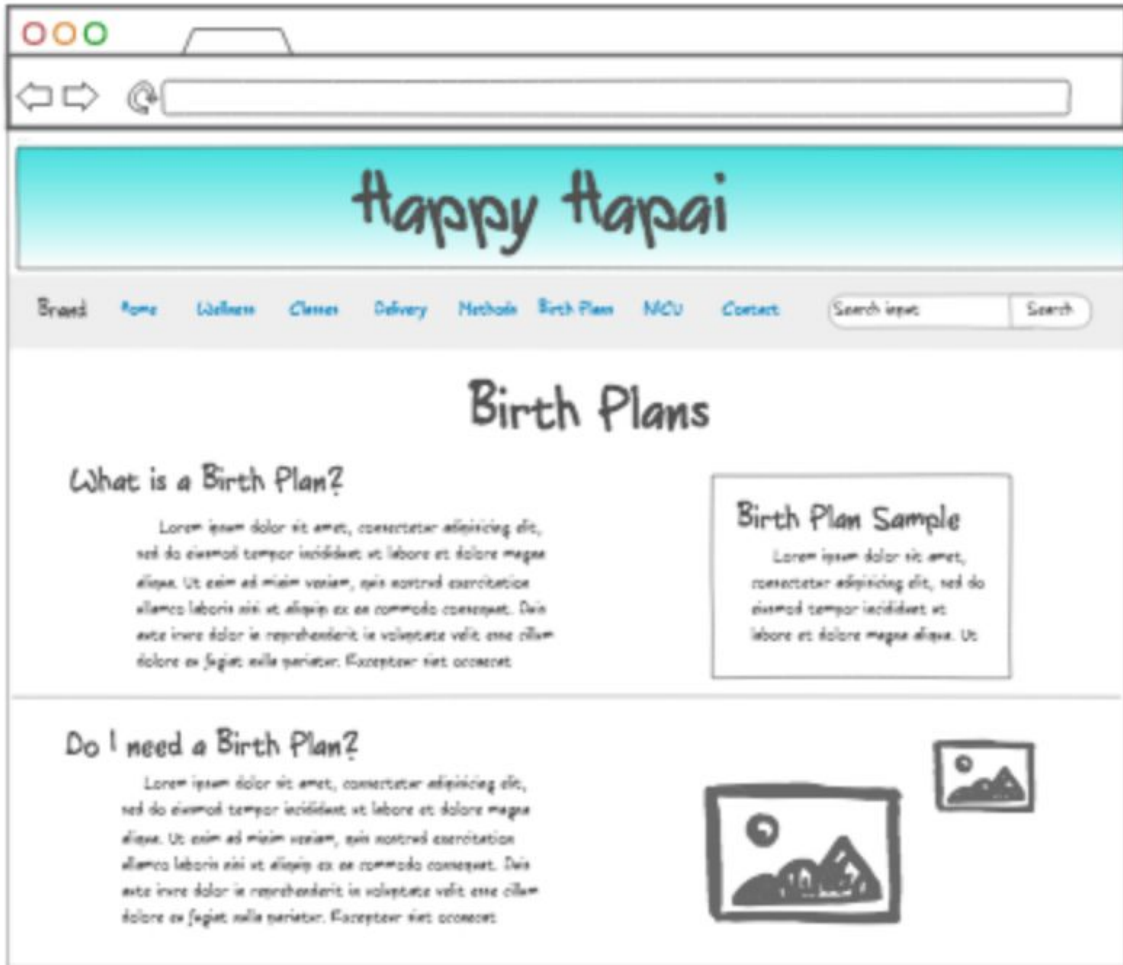 Happy Hapai
Brand Home Wellness Classes Delivery Methods Birth Plans NICU Contact Search input Search
Birth Plans
What is a Birth Plan?
Lorem ipsum dolor sit amet, consectetur adipisicing elit,
sed do eiusmod tempor incididunt ut labore et dolore magna
aliqua. Ut enim ad minim veniam, quis nostrud exercitation
ullamco laboris nisi ut aliquip ex ea commodo consequat. Duis
aute irure dolor in reprehenderit in voluptate velit esse cillum
dolore eu fugiat nulla pariatur. Excepteur sint occaecat
Birth Plan Sample
Lorem ipsum dolor sit amet,
consectetur adipisicing elit, sed do
eiusmod tempor incididunt ut
labore et dolore magna aliqua. Ut
Do I need a Birth Plan?
Lorem ipsum dolor sit amet, consectetur adipisicing elit,
sed do eiusmod tempor incididunt ut labore et dolore magna
aliqua. Ut enim ad minim veniam, quis nostrud exercitation
ullamco laboris nisi ut aliquip ex ea commodo consequat. Duis
aute irure dolor in reprehenderit in voluptate velit esse cillum
dolore eu fugiat nulla pariatur. Excepteur sint occaecat